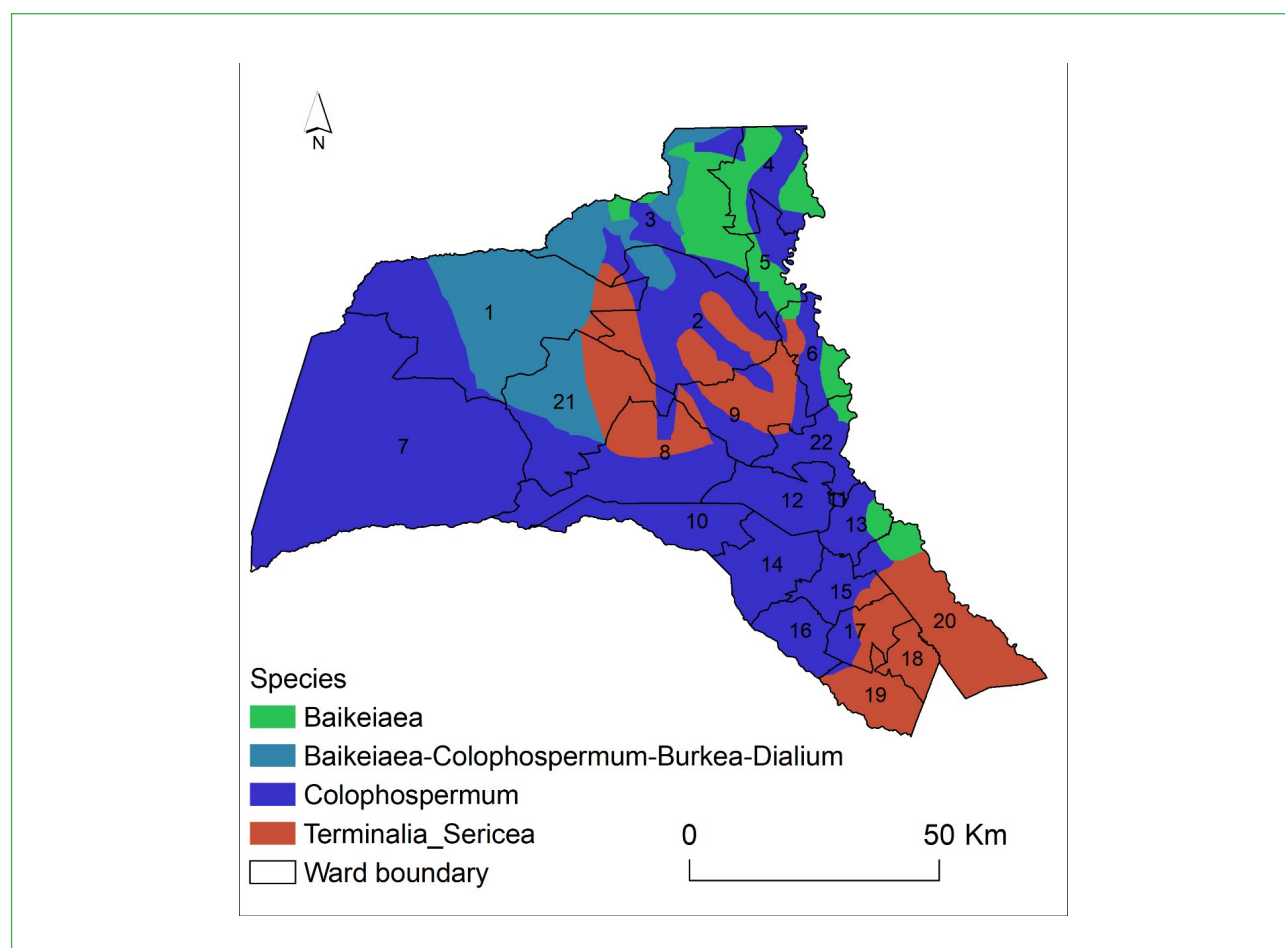 N
4
3
5
1
2
6
21
9
7
22
8
12
11
10
13
14
15
16
17
20
18
19
Species
Baikeiaea
Baikeiaea-Colophospermum-Burkea-Dialium
Colophospermum
Terminalia_Sericea
Ward boundary
0 50 Km